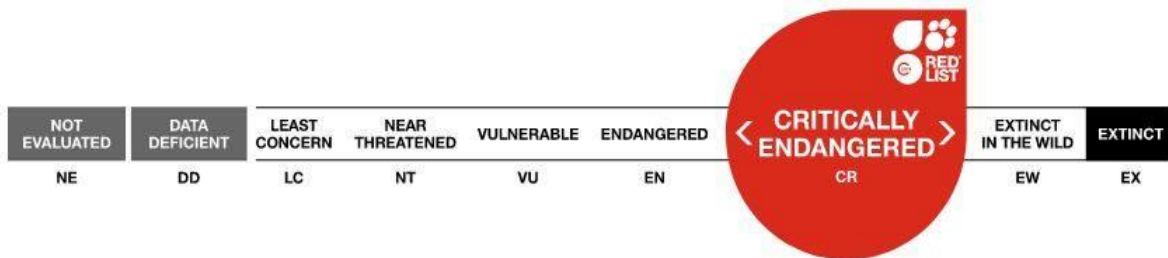 RED
LIST
NOT
EVALUATED
DATA
DEFICIENT
LEAST
CONCERN
NEAR
THREATENED
VULNERABLE
ENDANGERED
< CRITICALLY
ENDANGERED >
EXTINCT
IN THE WILD
EXTINCT
NE
DD
LC
NT
VU
EN
CR
EW
EX